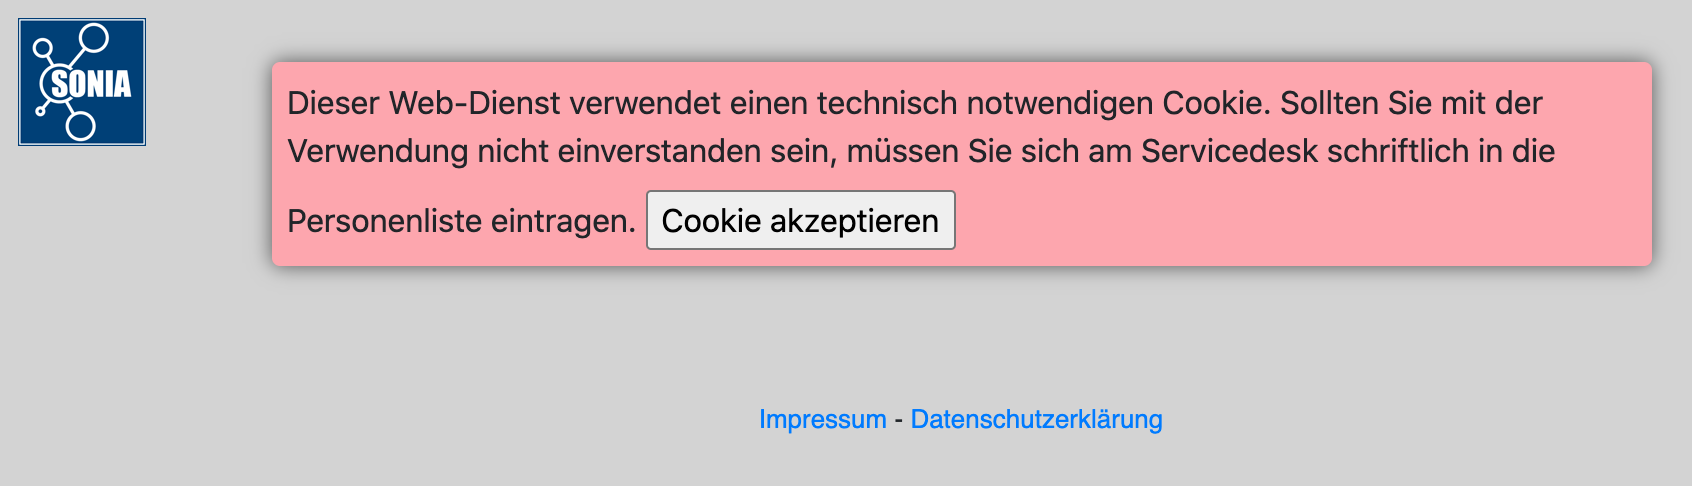 SONIA
Dieser Web-Dienst verwendet einen technisch notwendigen Cookie. Sollten Sie mit der
Verwendung nicht einverstanden sein, müssen Sie sich am Servicedesk schriftlich in die
Personenliste eintragen. Cookie akzeptieren
Impressum - Datenschutzerklärung